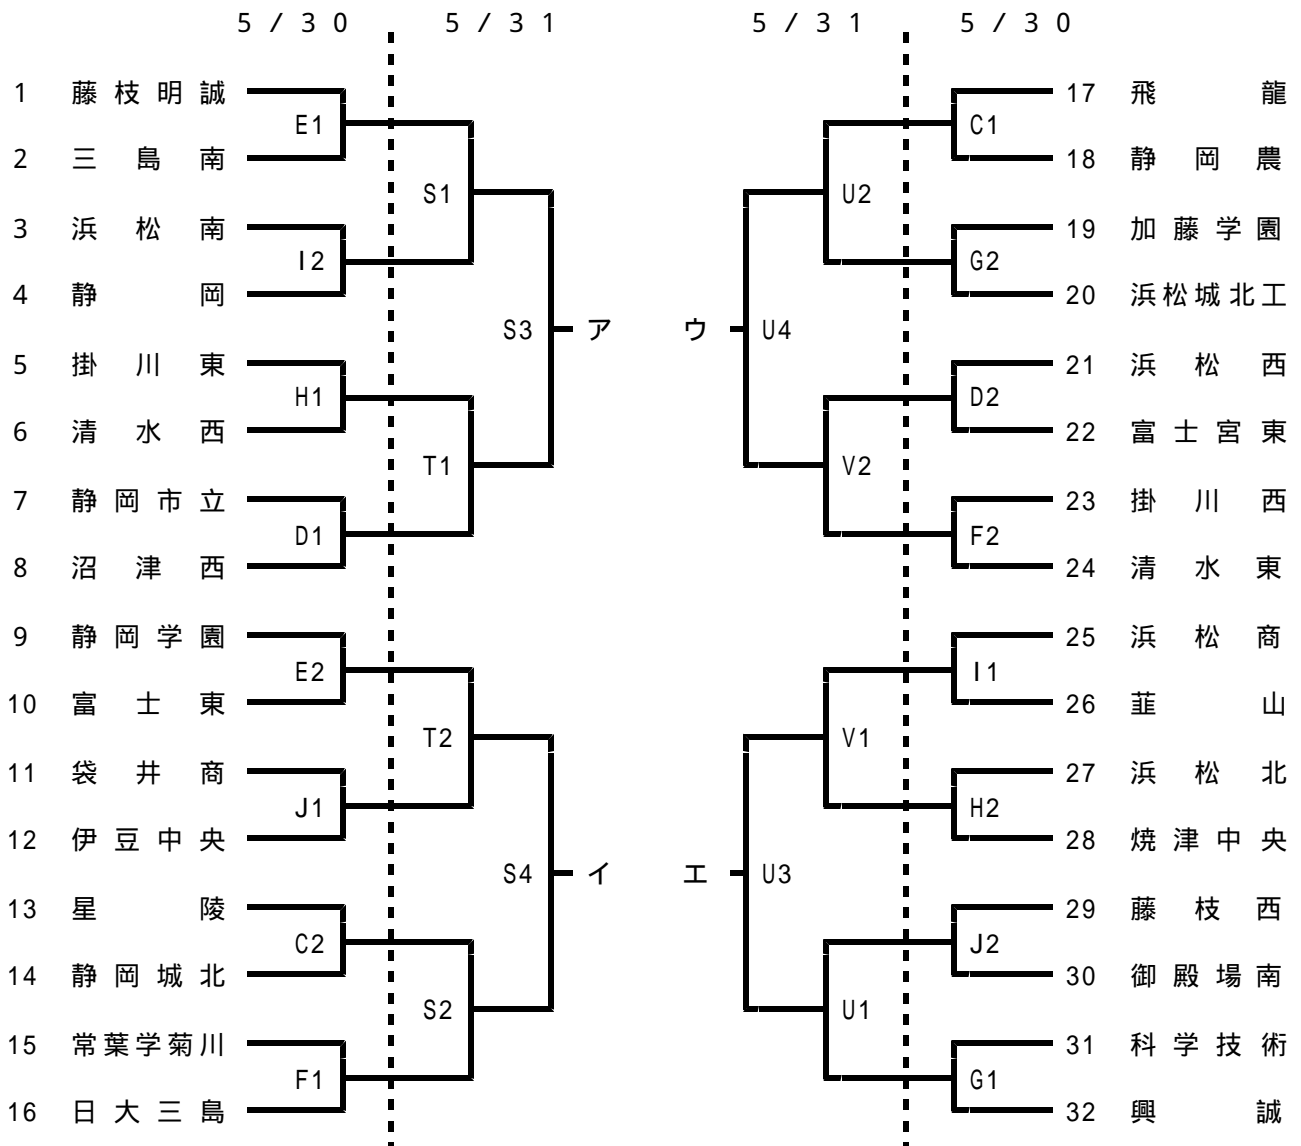 5/30 5/31 5/31 5/30
1 藤枝明誠 17 飛龍
E1 C1
2 三島南 18 静岡農
S1 U2
3 浜松南 19 加藤学園
I2 G2
4 静岡 20 浜松城北工
S3 ア ウ U4
5 掛川東 21 浜松西
H1 D2
6 清水西 22 富士宮東
T1 V2
7 静岡市立 23 掛川西
D1 F2
8 沼津西 24 清水東
9 静岡学園 25 浜松商
E2 I1
10 富士東 26 韮山
T2 V1
11 袋井商 27 浜松北
J1 H2
12 伊豆中央 28 焼津中央
S4 イ エ U3
13 星陵 29 藤枝西
C2 J2
14 静岡城北 30 御殿場南
S2 U1
15 常葉学菊川 31 科学技術
F1 G1
16 日大三島 32 興誠